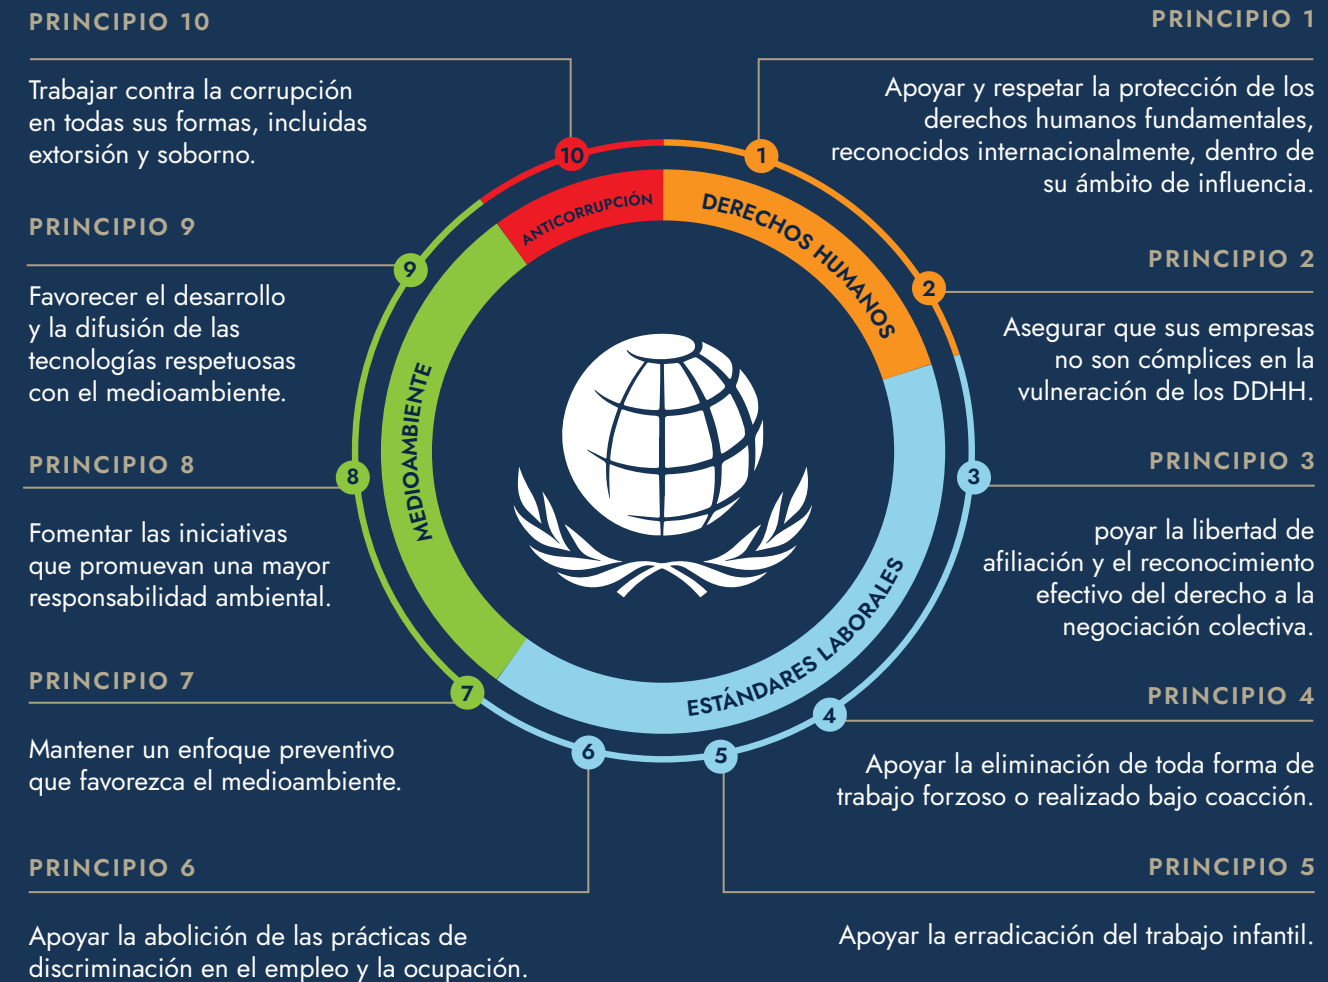 PRINCIPIO 10
Trabajar contra la corrupción
en todas sus formas, incluidas
extorsión y soborno.
PRINCIPIO 9
Favorecer el desarrollo
y la difusión de las
tecnologías respetuosas
con el medioambiente.
PRINCIPIO 8
Fomentar las iniciativas
que promuevan una mayor
responsabilidad ambiental.
PRINCIPIO 7
Mantener un enfoque preventivo
que favorezca el medioambiente.
PRINCIPIO 6
Apoyar la abolición de las prácticas de
discriminación en el empleo y la ocupación.
10
1
2
3
4
5
6
7
8
9
ANTICORRUPCIÓN
DERECHOS HUMANOS
ESTÁNDARES LABORALES
MEDIOAMBIENTE
PRINCIPIO 1
Apoyar y respetar la protección de los
derechos humanos fundamentales,
reconocidos internacionalmente, dentro de
su ámbito de influencia.
PRINCIPIO 2
Asegurar que sus empresas
no son cómplices en la
vulneración de los DDHH.
PRINCIPIO 3
poyar la libertad de
afiliación y el reconocimiento
efectivo del derecho a la
negociación colectiva.
PRINCIPIO 4
Apoyar la eliminación de toda forma de
trabajo forzoso o realizado bajo coacción.
PRINCIPIO 5
Apoyar la erradicación del trabajo infantil.